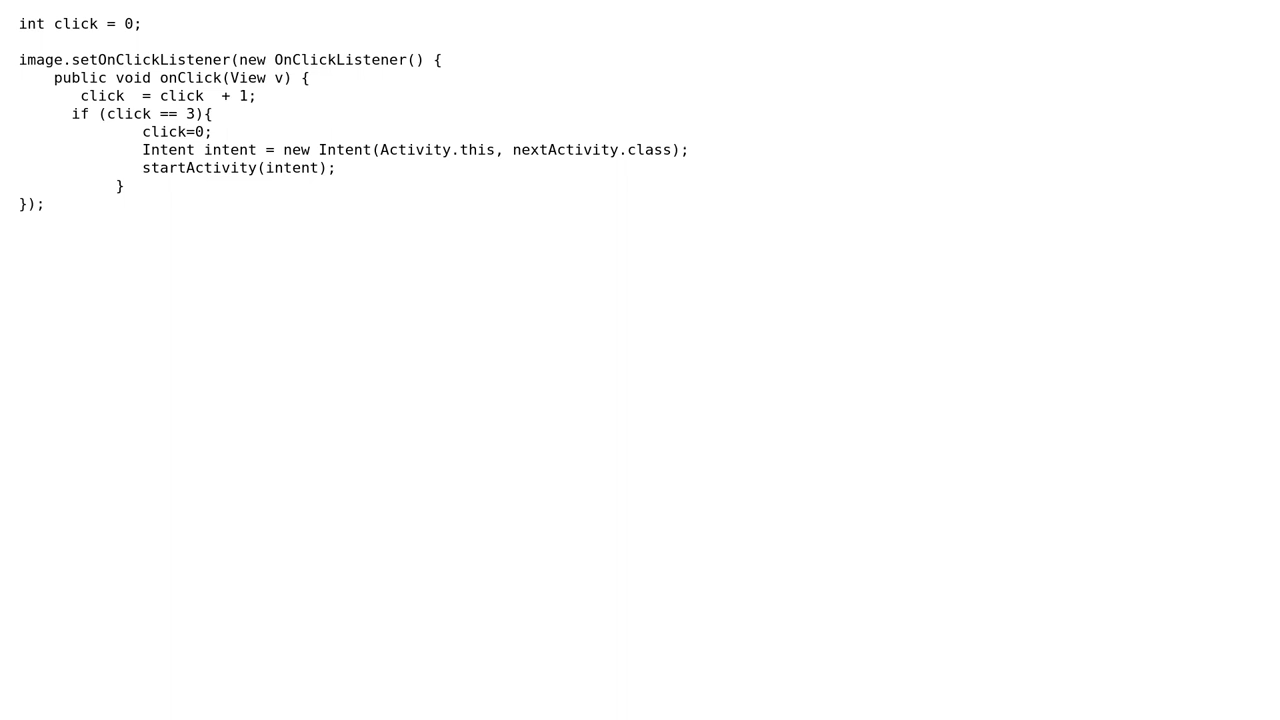 int click = 0;

image.setOnClickListener(new OnClickListener() {
    public void onClick(View v) {
       click  = click  + 1;
      if (click == 3){
              click=0;
              Intent intent = new Intent(Activity.this, nextActivity.class);
              startActivity(intent);
           }
});